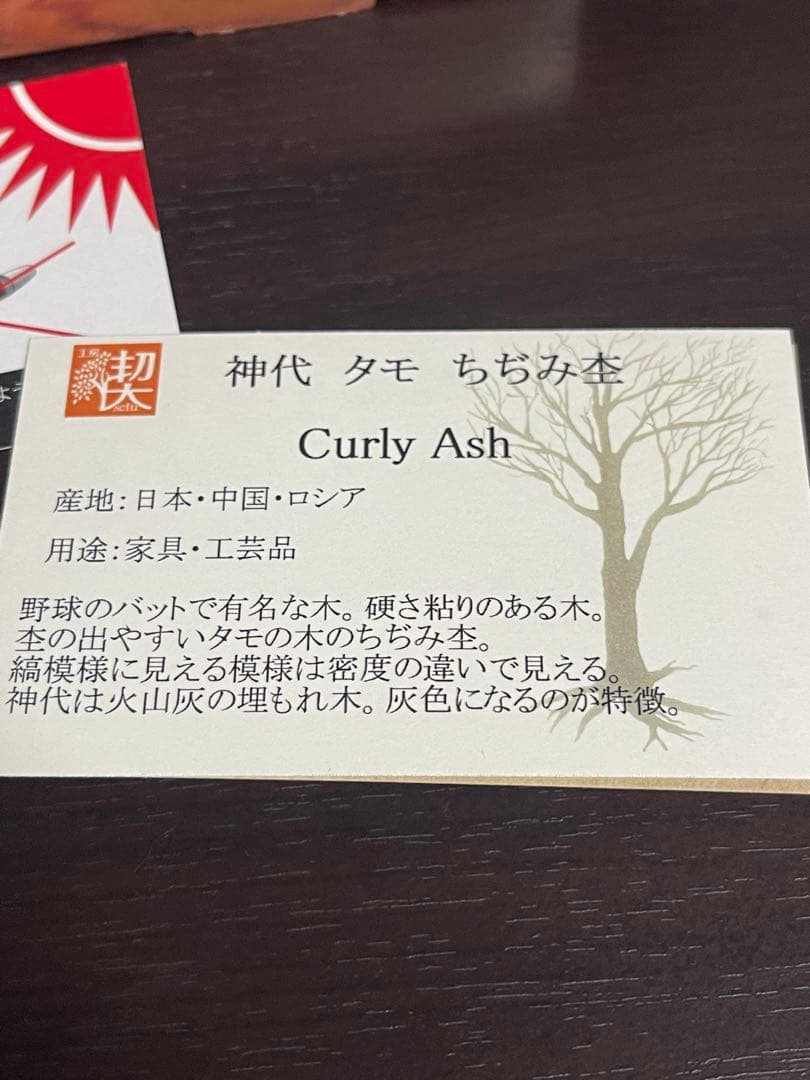 工房
契
setu
神代 タモ ちぢみ杢
Curly Ash
産地：日本・中国・ロシア
用途：家具・工芸品
野球のバットで有名な木。硬さ粘りのある木。
杢の出やすいタモの木のちぢみ杢。
縞模様に見える模様は密度の違いで見える。
神代は火山灰の埋もれ木。灰色になるのが特徴。